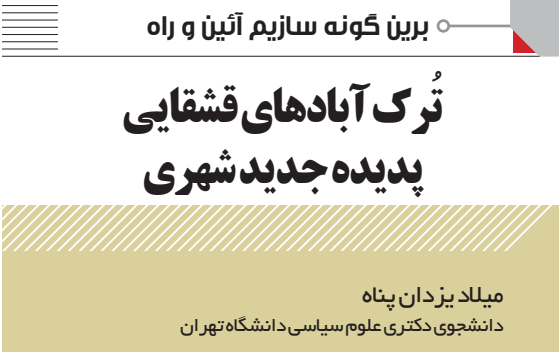 برین گونه سازیم آئین و راه
تُرک آبادهای قشقایی
پدیده جدید شهری
میلاد یزدان پناه
دانشجوی دکتری علوم سیاسی دانشگاه تهران